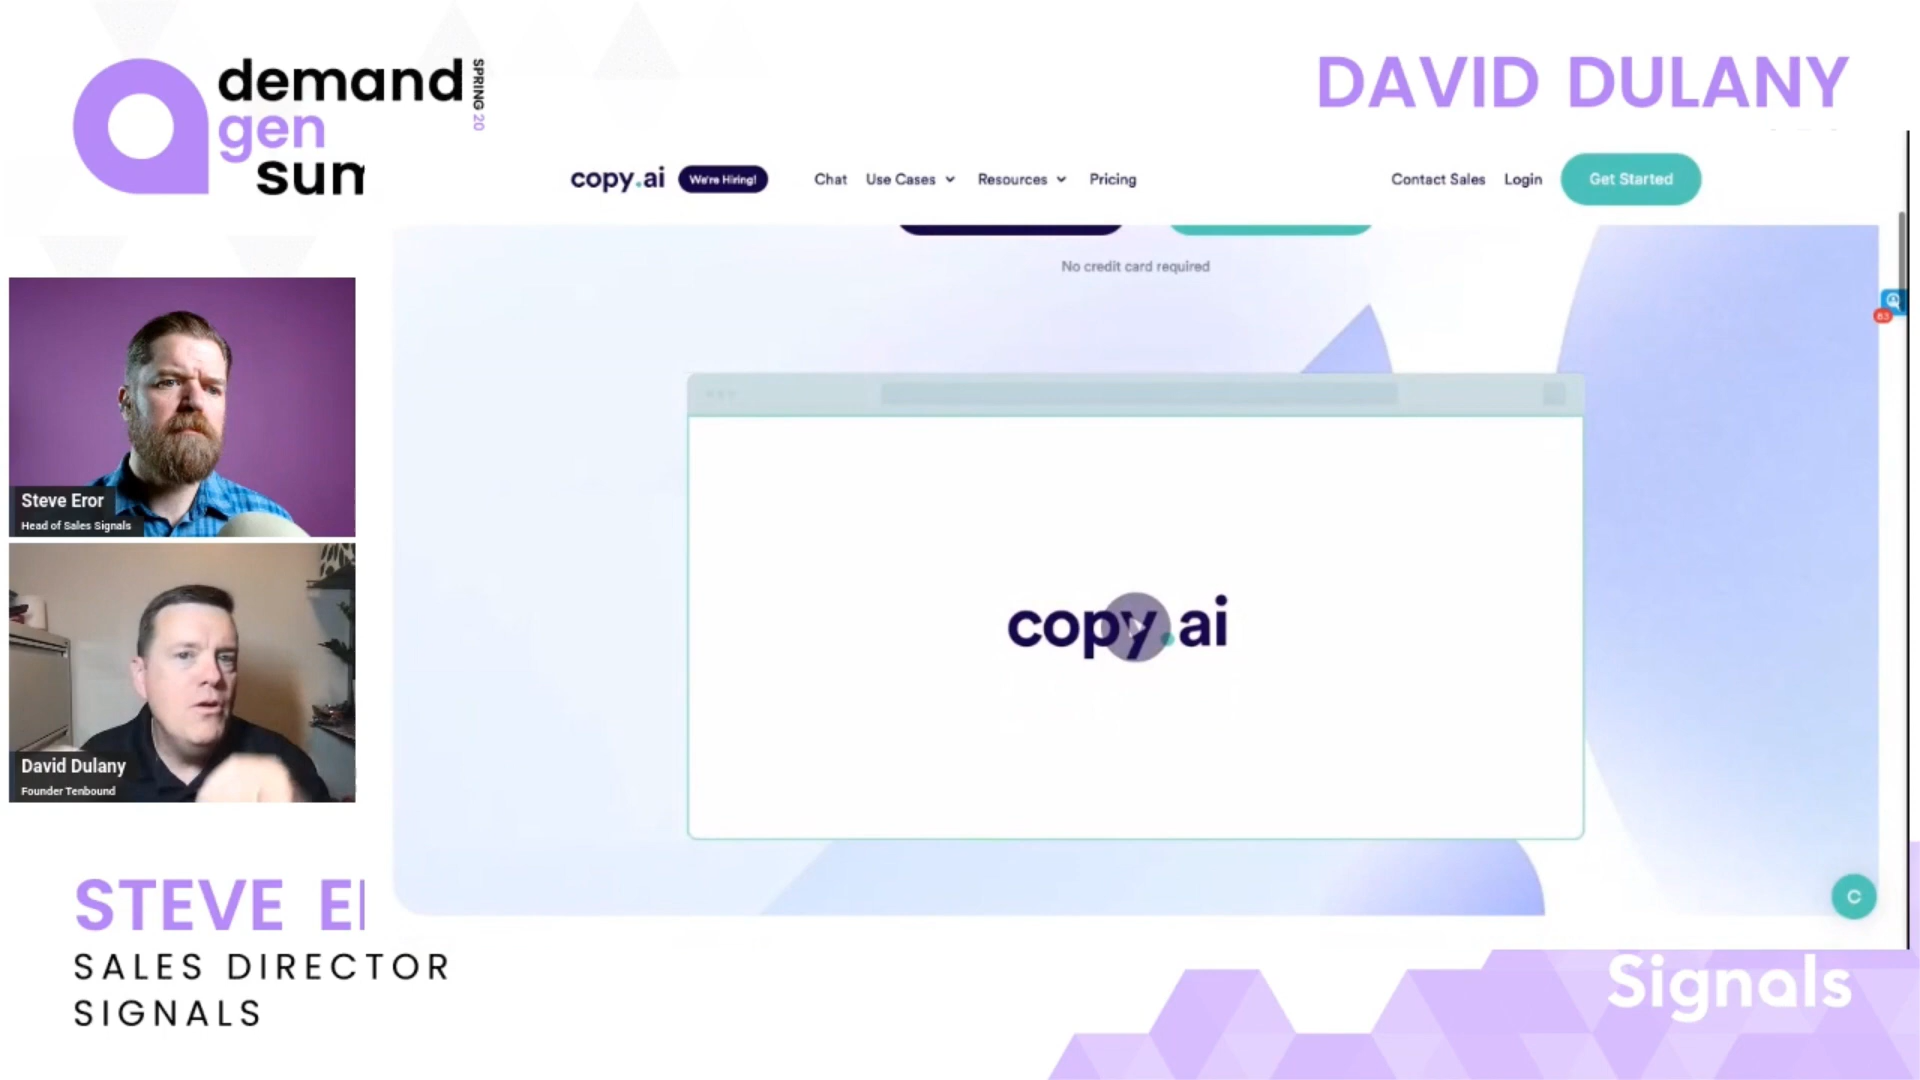 demand
gen
sum
SPRING 20
DAVID DULANY
copy.ai
We're Hiring!
Chat
Use Cases
Resources
Pricing
Contact Sales
Login
Get Started
No credit card required
63
copy.ai
Steve Eror
Head of Sales Signals
David Dulany
Founder Tenbound
C
STEVE
SALES DIRECTOR
SIGNALS
Signals